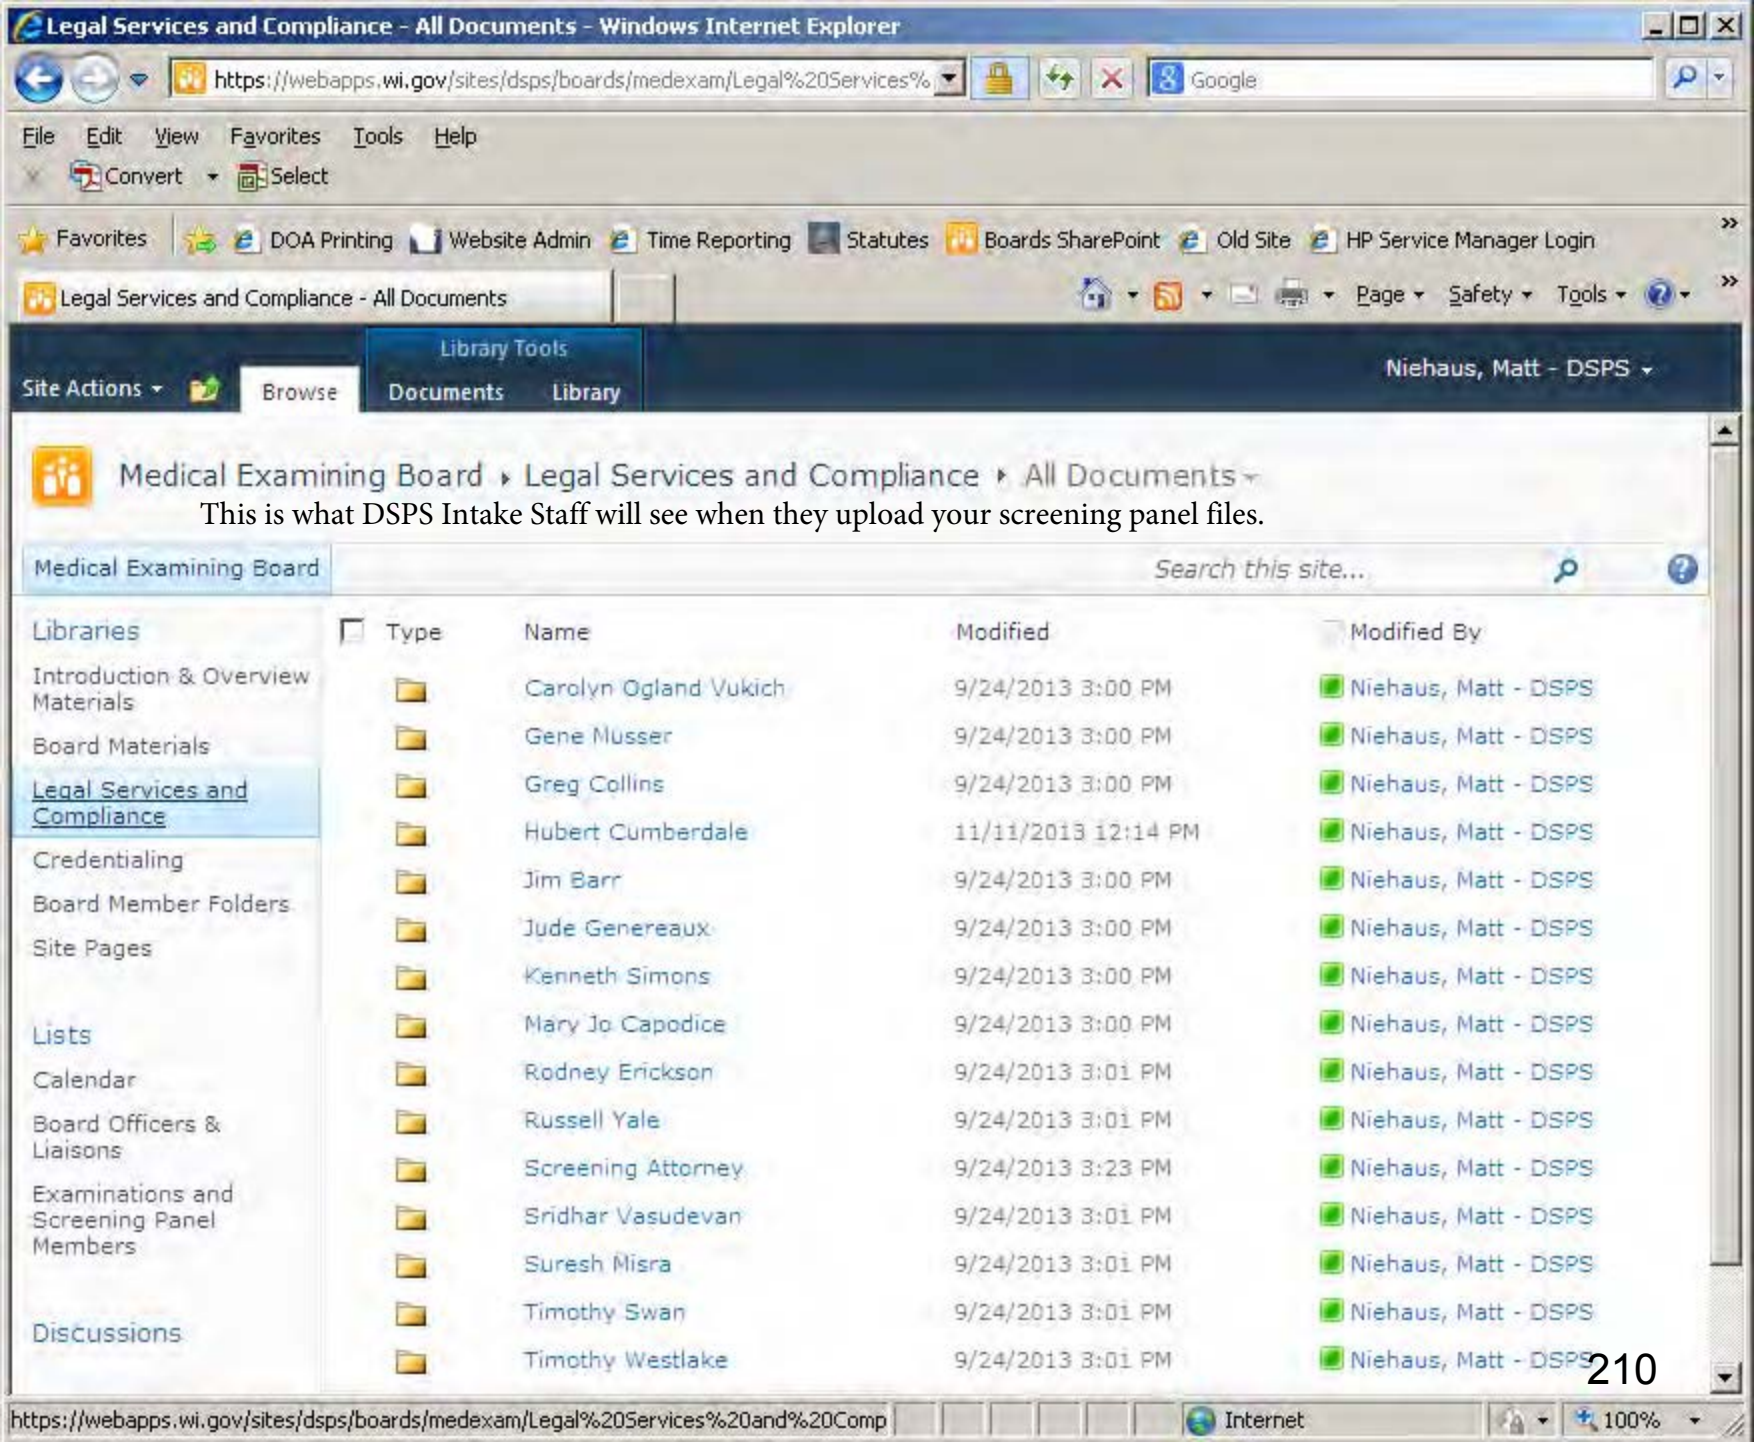 Legal Services and Compliance - All Documents - Windows Internet Explorer
https://webapps.wi.gov/sites/dsps/boards/medexam/Legal%20Services%
Google
File Edit View Favorites Tools Help
Convert Select
Favorites DOA Printing Website Admin Time Reporting Statutes Boards SharePoint Old Site HP Service Manager Login
Legal Services and Compliance - All Documents
Page Safety Tools
Library Tools
Niehaus, Matt - DSPS
Site Actions Browse Documents Library
Medical Examining Board Legal Services and Compliance All Documents
This is what DSPS Intake Staff will see when they upload your screening panel files.
Medical Examining Board
Search this site...
Libraries
Introduction & Overview
Materials
Board Materials
Legal Services and
Compliance
Credentialing
Board Member Folders
Site Pages
Lists
Calendar
Board Officers &
Liaisons
Examinations and
Screening Panel
Members
Discussions
Type Name Modified Modified By
Carolyn Ogland Vukich 9/24/2013 3:00 PM Niehaus, Matt - DSPS
Gene Musser 9/24/2013 3:00 PM Niehaus, Matt - DSPS
Greg Collins 9/24/2013 3:00 PM Niehaus, Matt - DSPS
Hubert Cumberdale 11/11/2013 12:14 PM Niehaus, Matt - DSPS
Jim Barr 9/24/2013 3:00 PM Niehaus, Matt - DSPS
Jude Genereaux 9/24/2013 3:00 PM Niehaus, Matt - DSPS
Kenneth Simons 9/24/2013 3:00 PM Niehaus, Matt - DSPS
Mary Jo Capodice 9/24/2013 3:00 PM Niehaus, Matt - DSPS
Rodney Erickson 9/24/2013 3:01 PM Niehaus, Matt - DSPS
Russell Yale 9/24/2013 3:01 PM Niehaus, Matt - DSPS
Screening Attorney 9/24/2013 3:23 PM Niehaus, Matt - DSPS
Sridhar Vasudevan 9/24/2013 3:01 PM Niehaus, Matt - DSPS
Suresh Misra 9/24/2013 3:01 PM Niehaus, Matt - DSPS
Timothy Swan 9/24/2013 3:01 PM Niehaus, Matt - DSPS
Timothy Westlake 9/24/2013 3:01 PM Niehaus, Matt - DSPS
210
https://webapps.wi.gov/sites/dsps/boards/medexam/Legal%20Services%20and%20Comp Internet 100%